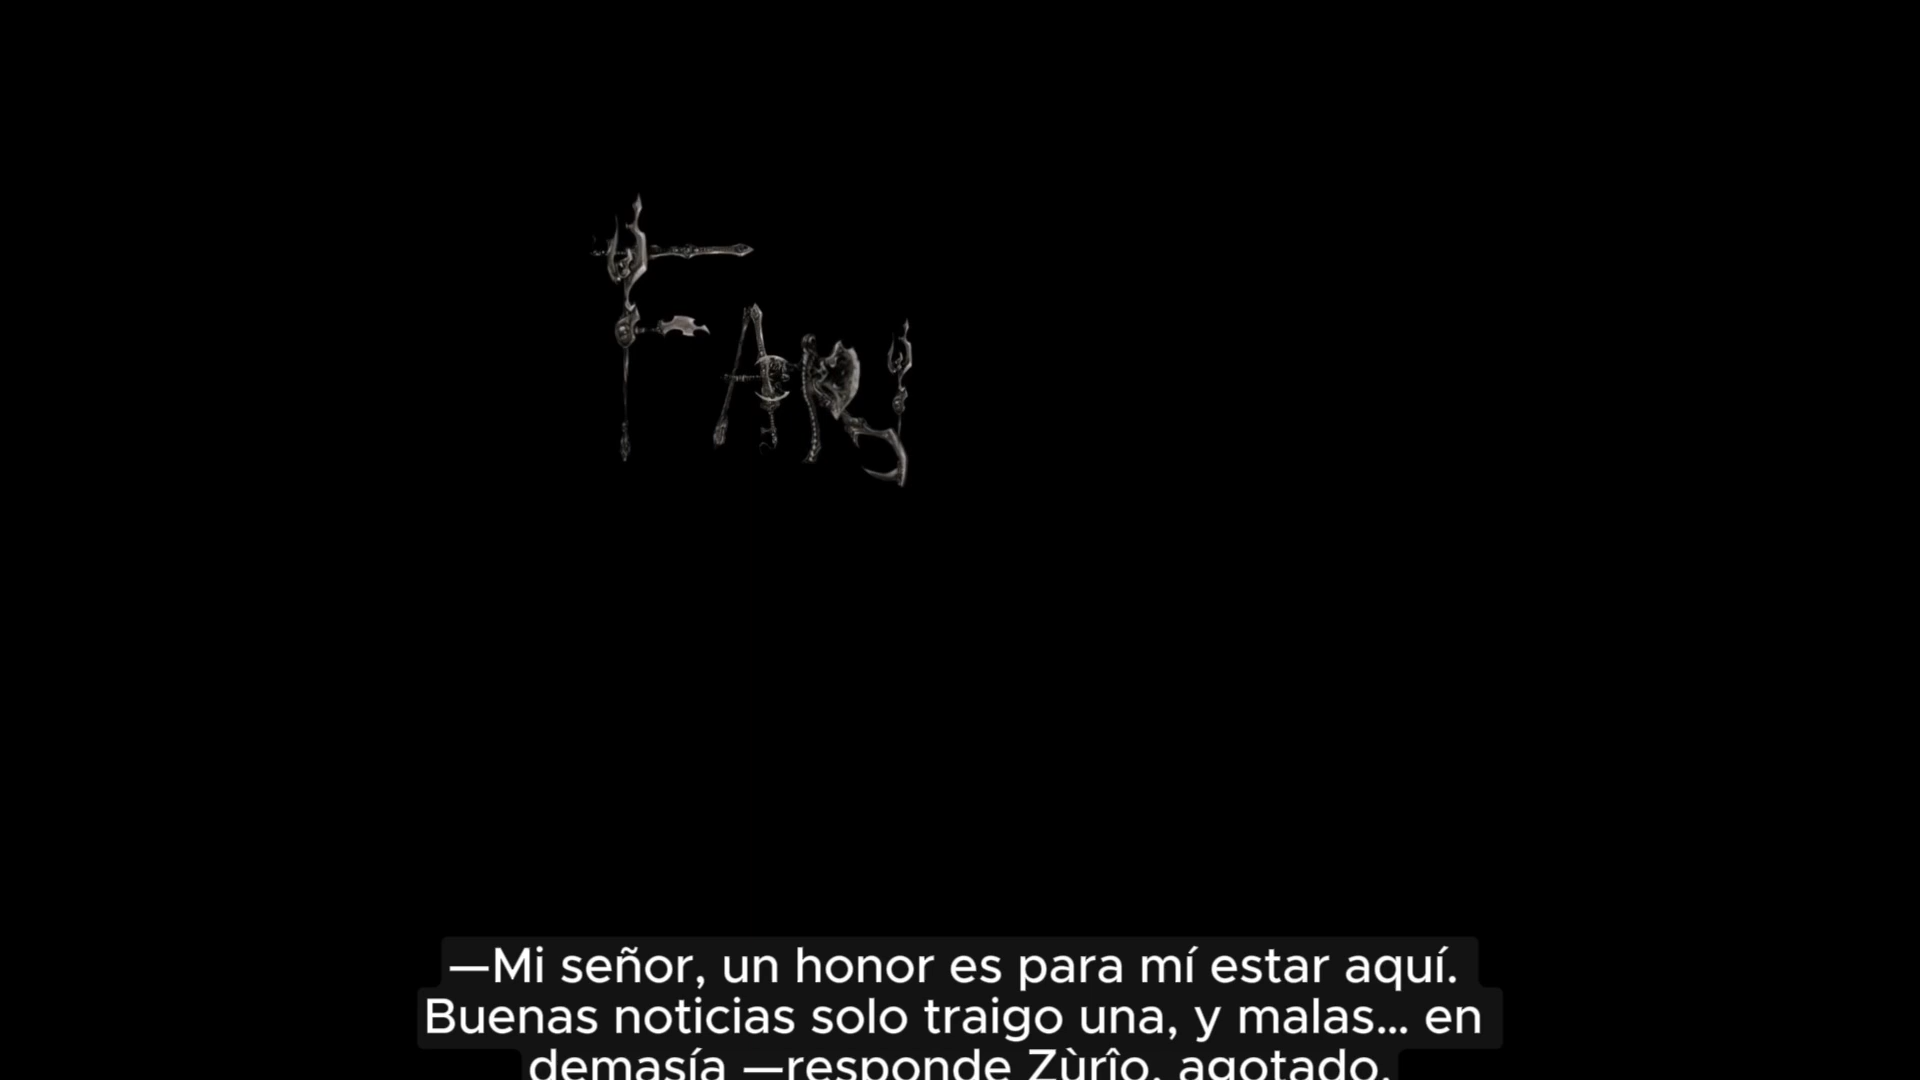 FARY
—Mi señor, un honor es para mí estar aquí.
Buenas noticias solo traigo una, y malas... en
demasía —responde Zùrîo, agotado.